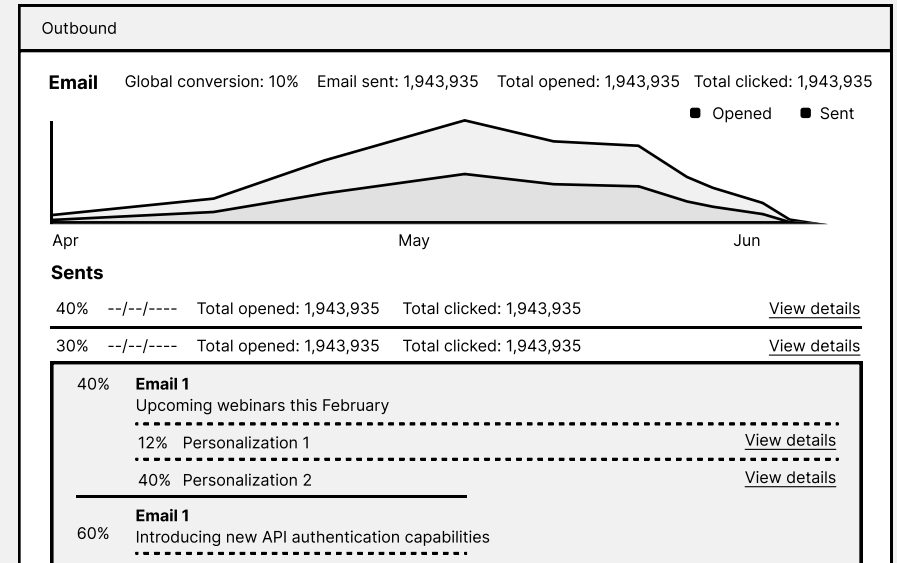 Outbound
Email Global conversion: 10% Email sent: 1,943,935 Total opened: 1,943,935 Total clicked: 1,943,935
Opened Sent
Apr May Jun
Sents
40% --/--/---- Total opened: 1,943,935 Total clicked: 1,943,935 View details
30% --/--/---- Total opened: 1,943,935 Total clicked: 1,943,935 View details
40% Email 1
Upcoming webinars this February
12% Personalization 1 View details
40% Personalization 2 View details
Email 1
60% Introducing new API authentication capabilities